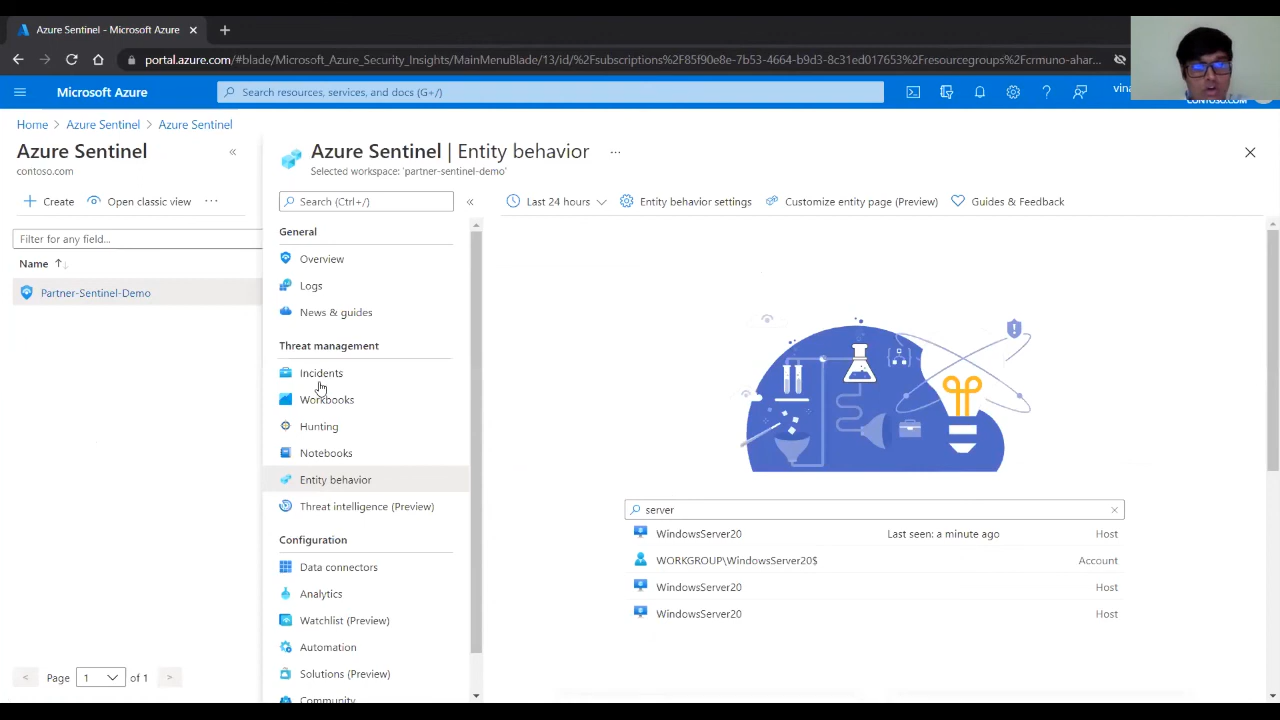 Azure Sentinel - Microsoft Azure
portal.azure.com/#blade/Microsoft_Azure_Security_Insights/MainMenuBlade/13/id/%2Fsubscriptions%2F85f90e8e-7b53-4664-b9d3-8c31ed017653%2Fresourcegroups%2Fcrmuno-ahar...
Microsoft Azure
Search resources, services, and docs (G+/)
vina
CONTOSO.COM
Home > Azure Sentinel > Azure Sentinel
Azure Sentinel
contoso.com
Azure Sentinel | Entity behavior ...
Selected workspace: 'partner-sentinel-demo'
+ Create
Open classic view ...
Search (Ctrl+/)
Last 24 hours
Entity behavior settings
Customize entity page (Preview)
Guides & Feedback
Filter for any field...
Name
Partner-Sentinel-Demo
General
Overview
Logs
News & guides
Threat management
Incidents
Workbooks
Hunting
Notebooks
Entity behavior
Threat intelligence (Preview)
Configuration
Data connectors
Analytics
Watchlist (Preview)
Automation
Solutions (Preview)
Community
server
WindowsServer20 Last seen: a minute ago Host
WORKGROUP\WindowsServer20$ Account
WindowsServer20 Host
WindowsServer20 Host
< Page 1 of 1 >